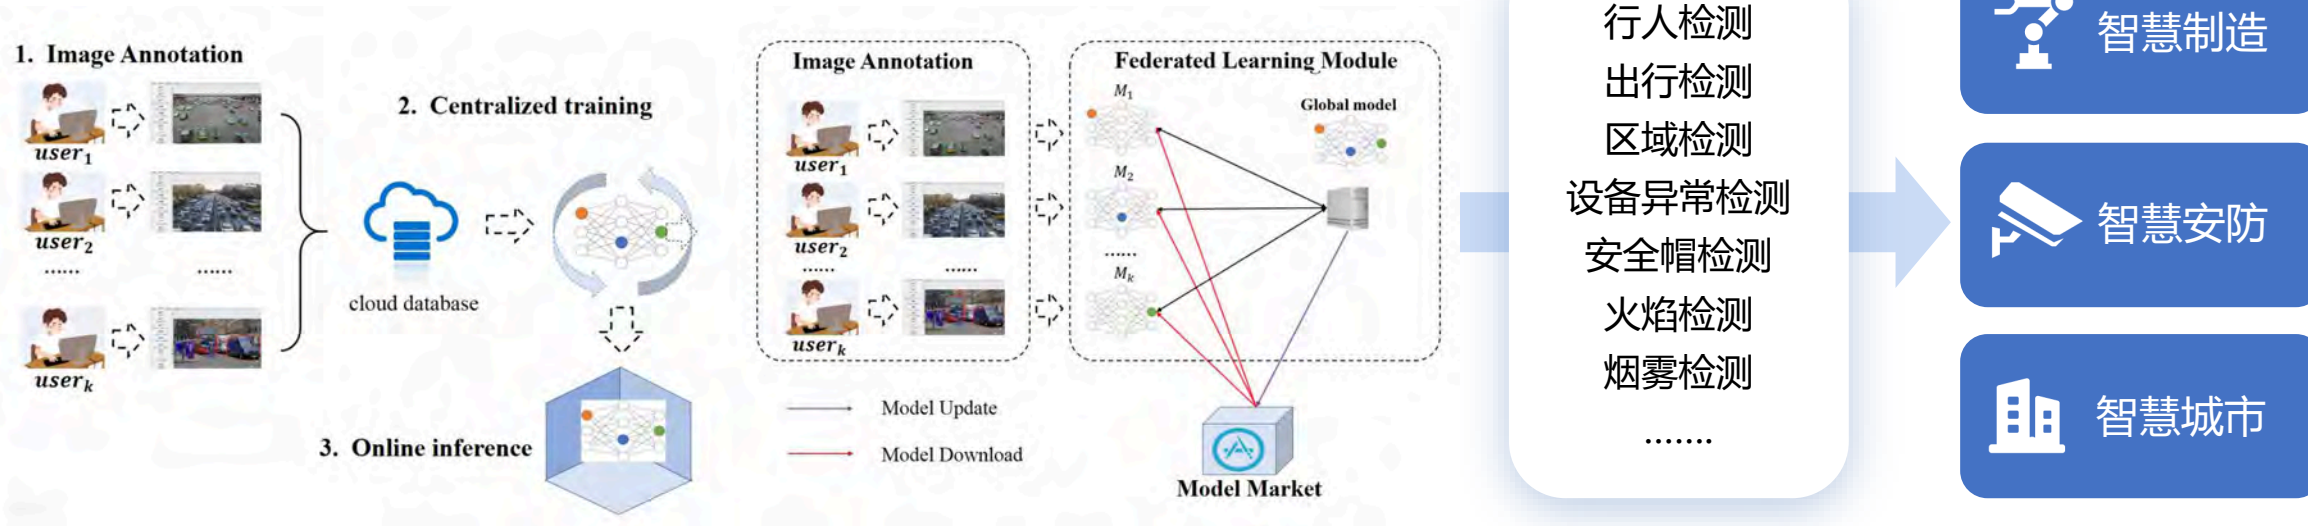 1. Image Annotation
user1
user2
......
......
userk
2. Centralized training
cloud database
3. Online inference
Image Annotation
user1
user2
......
......
userk
Federated Learning Module
M1
Global model
M2
......
Mk
Model Update
Model Download
Model Market
行人检测
出行检测
区域检测
设备异常检测
安全帽检测
火焰检测
烟雾检测
.......
智慧制造
智慧安防
智慧城市